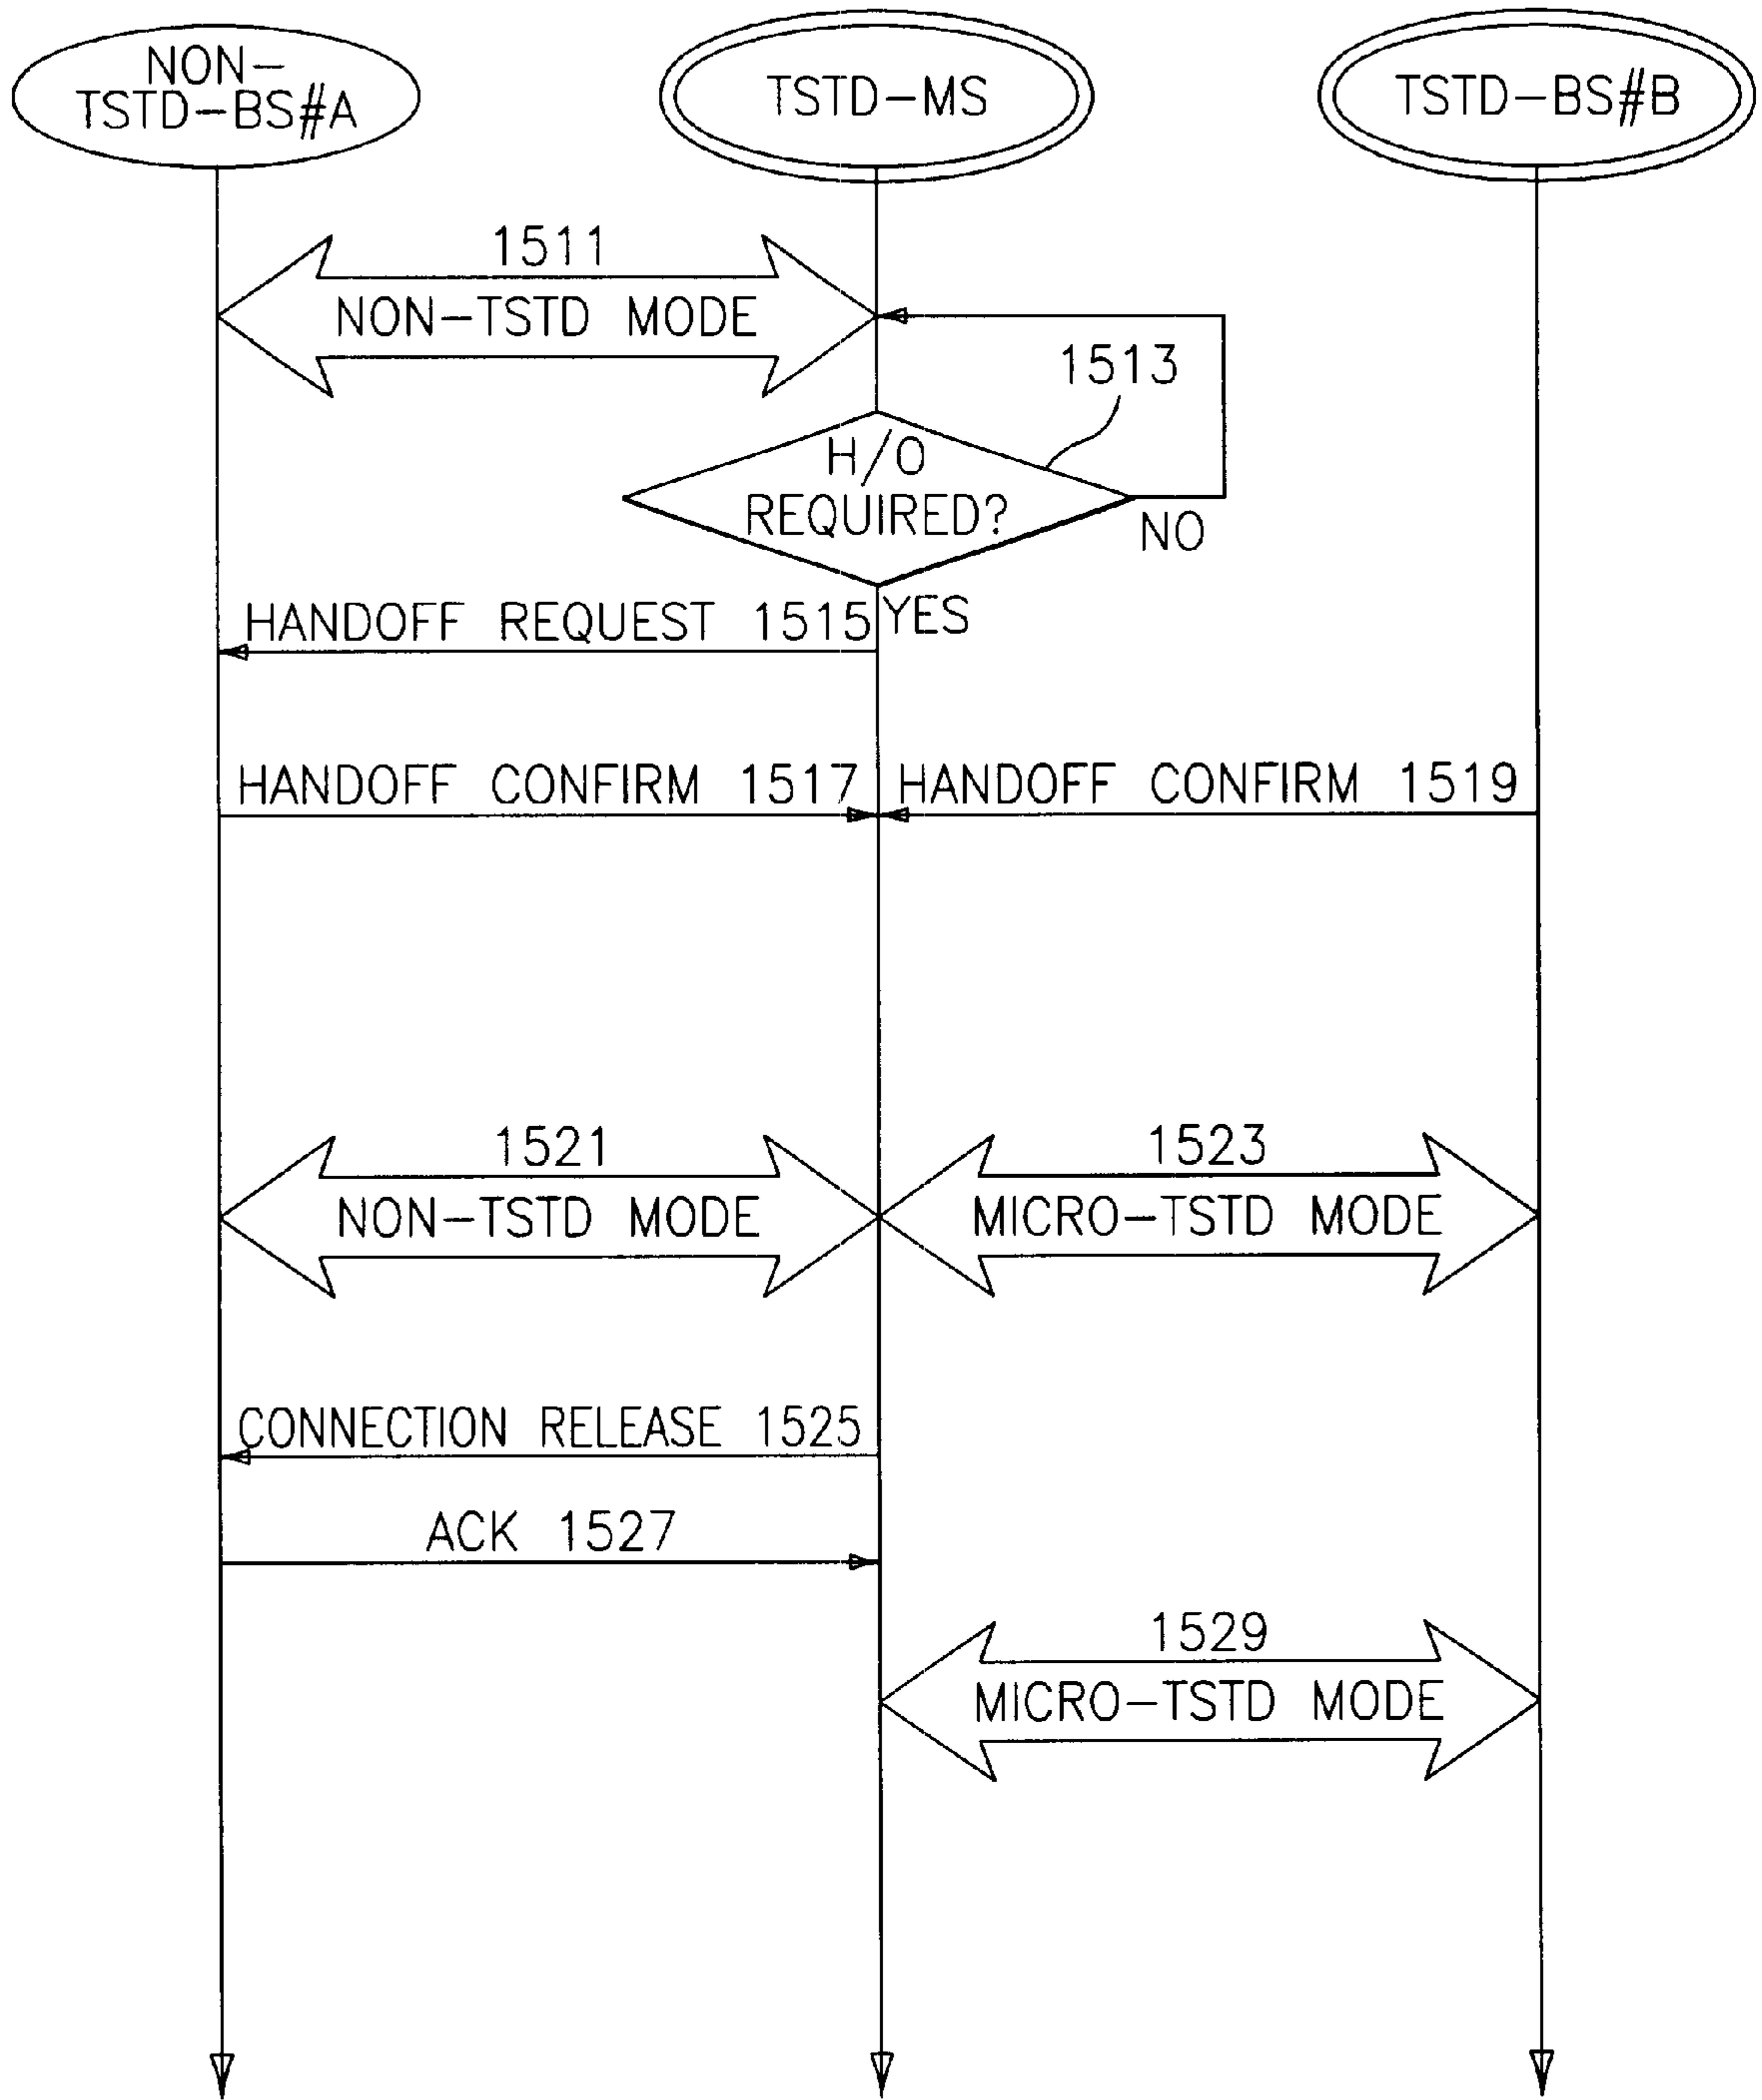 NON-
TSTD-BS#A
TSTD-MS
TSTD-BS#B
1511
NON-TSTD MODE
1513
H/O
REQUIRED?
NO
YES
HANDOFF REQUEST 1515
HANDOFF CONFIRM 1517
HANDOFF CONFIRM 1519
1521
NON-TSTD MODE
1523
MICRO-TSTD MODE
CONNECTION RELEASE 1525
ACK 1527
1529
MICRO-TSTD MODE